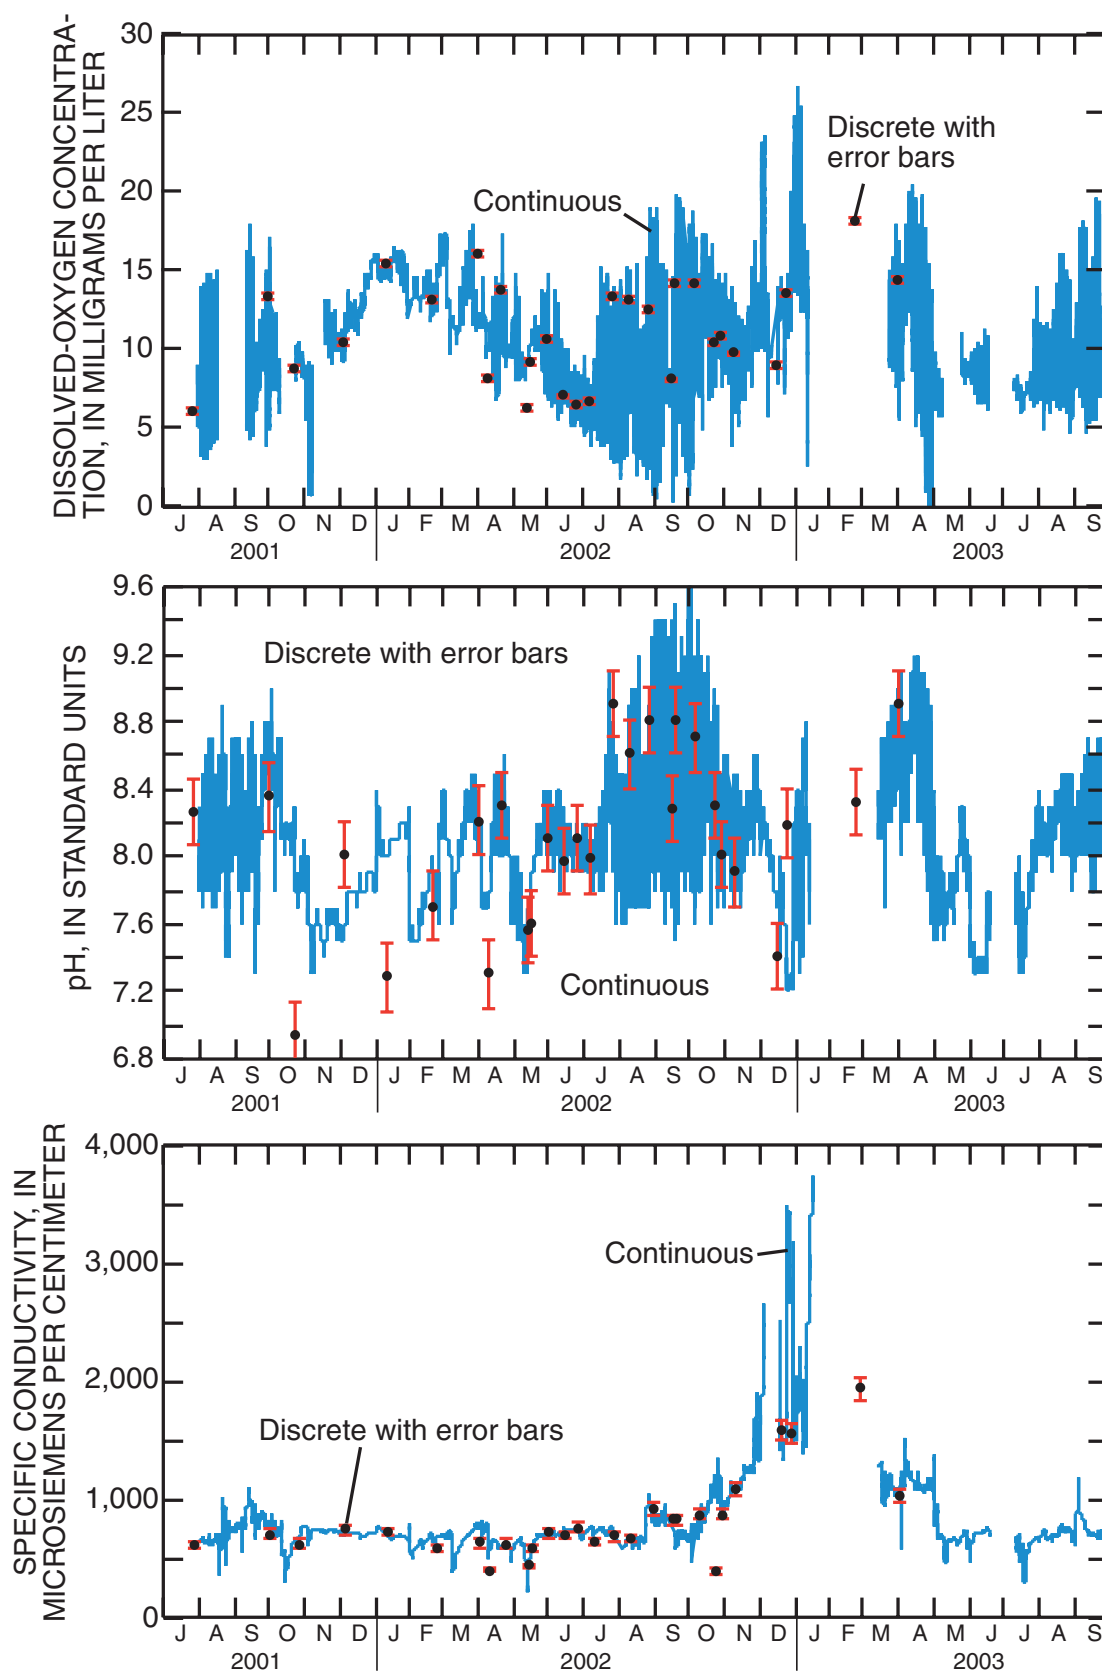 DISSOLVED-OXYGEN CONCENTRA-
TION, IN MILLIGRAMS PER LITER
30
25
20
15
10
5
0
Discrete with
error bars
Continuous
J A S O N D J F M A M J J A S O N D J F M A M J J A S
2001 2002 2003
pH, IN STANDARD UNITS
9.6
9.2
8.8
8.4
8.0
7.6
7.2
6.8
Discrete with error bars
Continuous
J A S O N D J F M A M J J A S O N D J F M A M J J A S
2001 2002 2003
SPECIFIC CONDUCTIVITY, IN
MICROSIEMENS PER CENTIMETER
4,000
3,000
2,000
1,000
0
Continuous
Discrete with error bars
J A S O N D J F M A M J J A S O N D J F M A M J J A S
2001 2002 2003